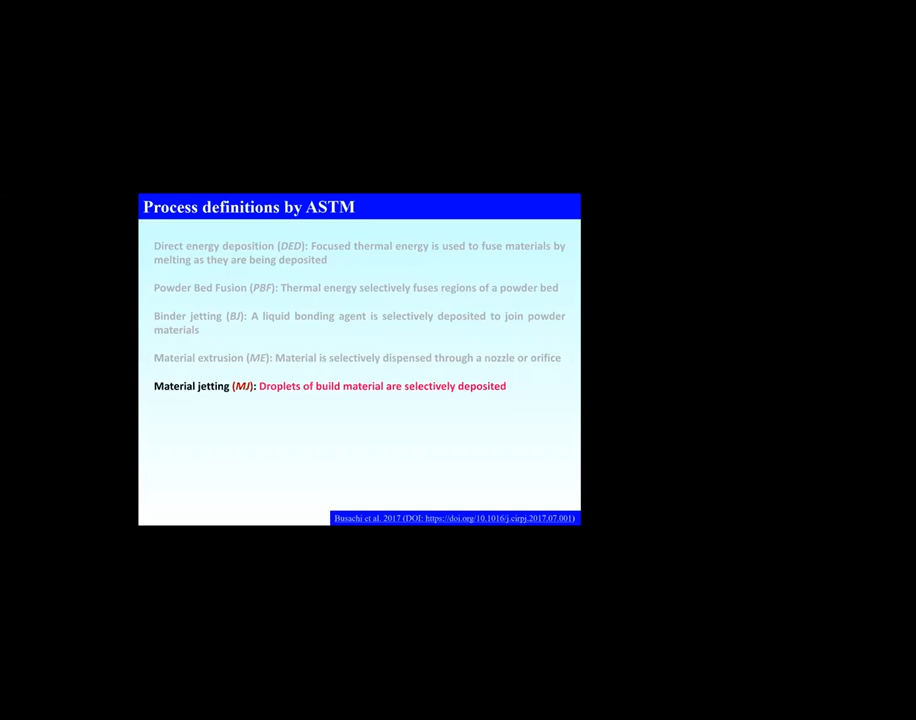 Process definitions by ASTM
Direct energy deposition (DED): Focused thermal energy is used to fuse materials by
melting as they are being deposited
Powder Bed Fusion (PBF): Thermal energy selectively fuses regions of a powder bed
Binder jetting (BJ): A liquid bonding agent is selectively deposited to join powder
materials
Material extrusion (ME): Material is selectively dispensed through a nozzle or orifice
Material jetting (MJ): Droplets of build material are selectively deposited
Busachi et al. 2017 (DOI: https://doi.org/10.1016/j.cirpj.2017.07.001)